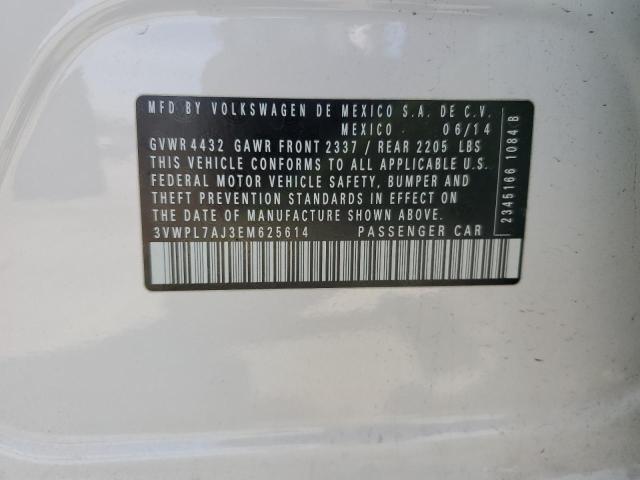 MFD BY VOLKSWAGEN DE MEXICO S.A. DE C.V.
MEXICO 06/14
GVWR 4432 GAWR FRONT 2337 / REAR 2205 LBS
THIS VEHICLE CONFORMS TO ALL APPLICABLE U.S.
FEDERAL MOTOR VEHICLE SAFETY, BUMPER AND
THEFT PREVENTION STANDARDS IN EFFECT ON
THE DATE OF MANUFACTURE SHOWN ABOVE.
3VWPL7AJ3EM625614 PASSENGER CAR
2345166 1084 B